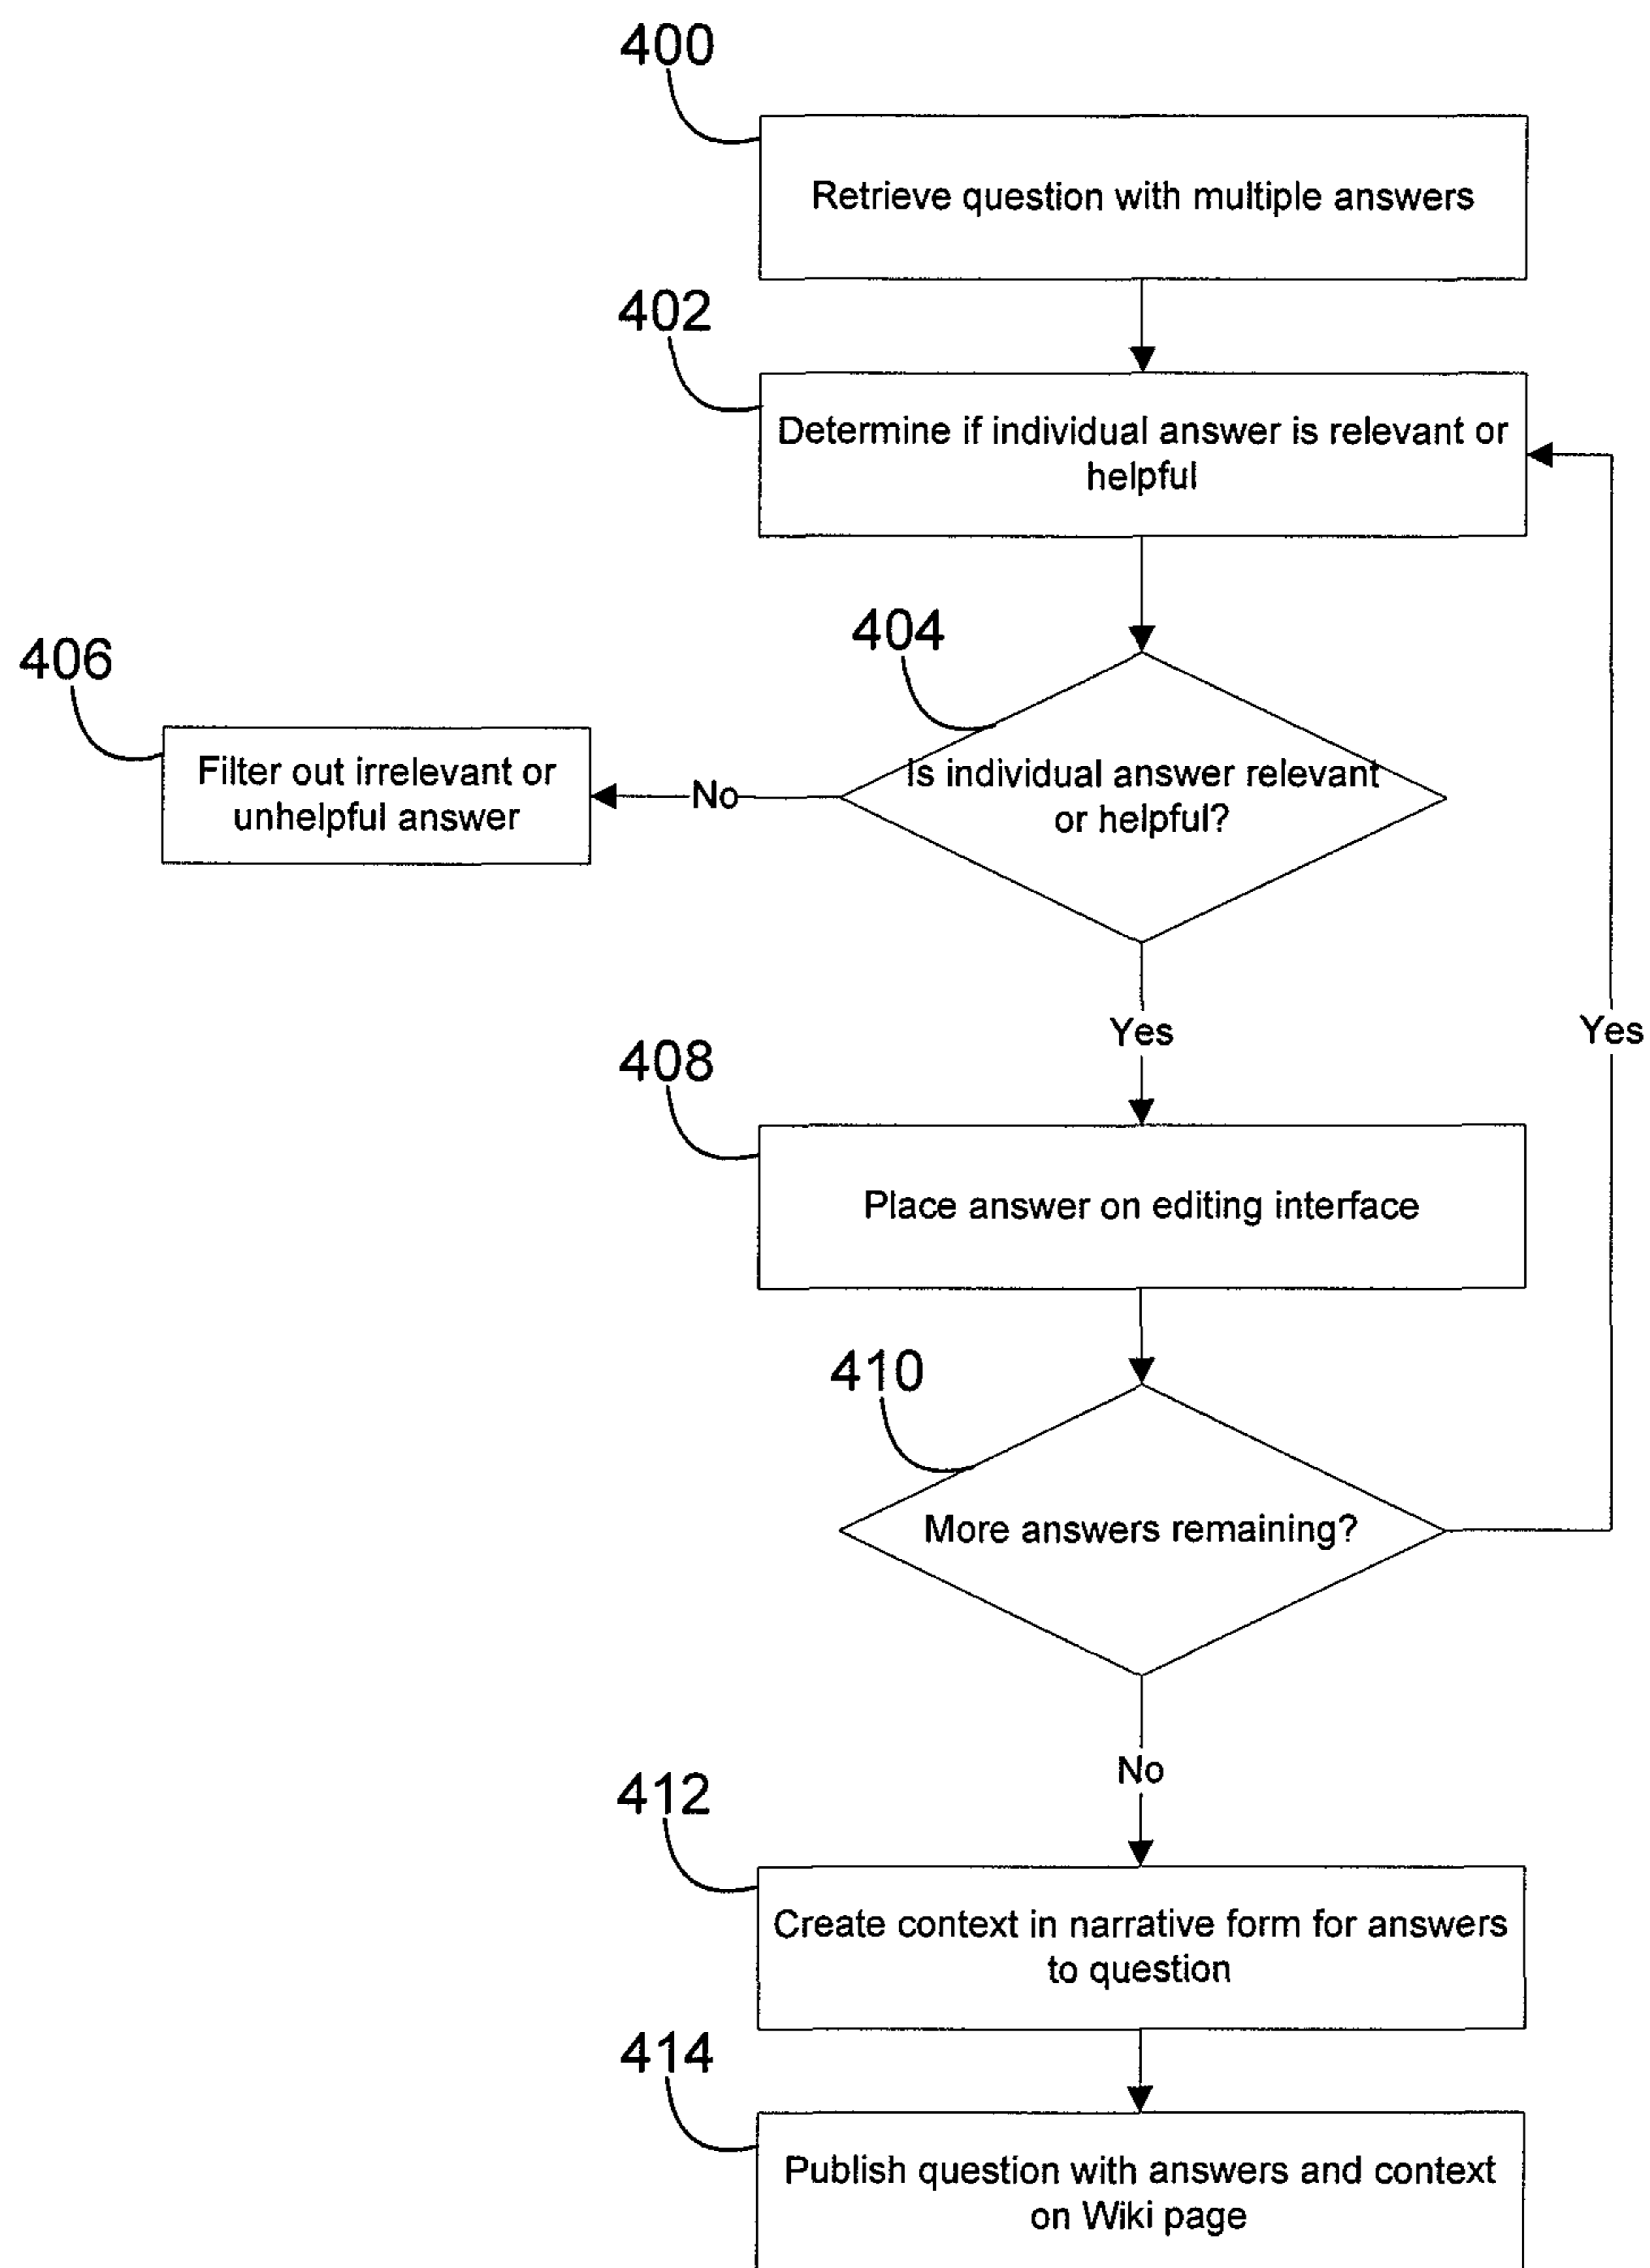 400
Retrieve question with multiple answers
402
Determine if individual answer is relevant or
helpful
404
406
Is individual answer relevant
or helpful?
No
Filter out irrelevant or
unhelpful answer
Yes
Yes
408
Place answer on editing interface
410
More answers remaining?
No
412
Create context in narrative form for answers
to question
414
Publish question with answers and context
on Wiki page